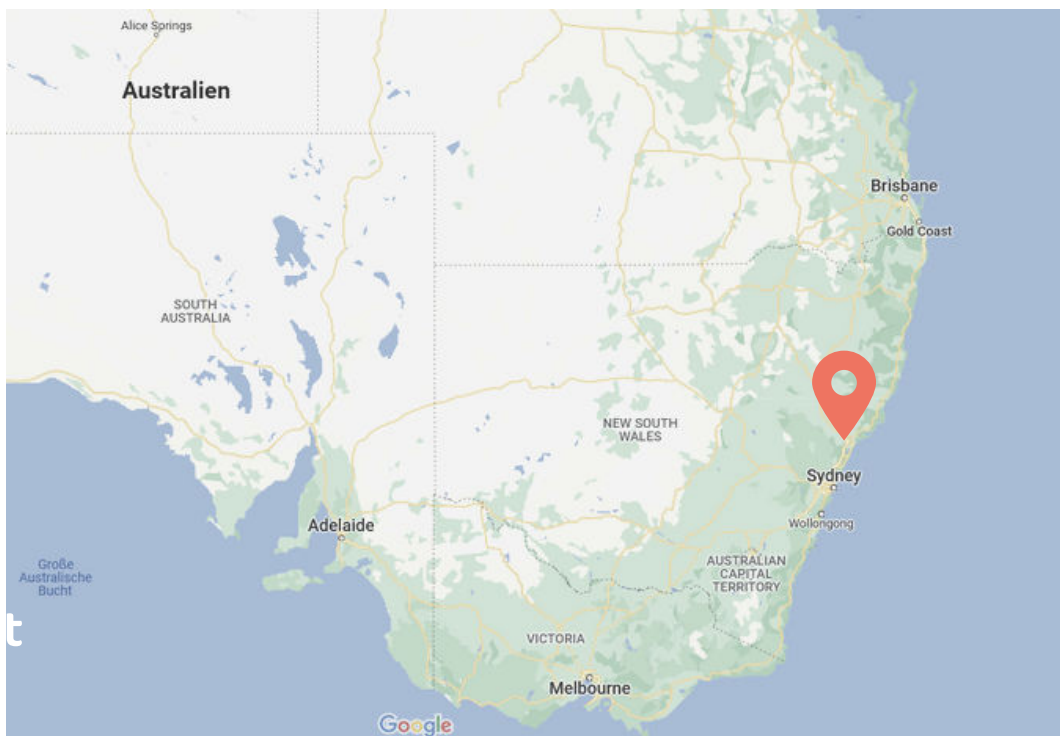 Alice Springs
Australien
Brisbane
Gold Coast
SOUTH
AUSTRALIA
NEW SOUTH
WALES
Sydney
Wollongong
Adelaide
AUSTRALIAN
CAPITAL
TERRITORY
Große
Australische
Bucht
t
VICTORIA
Melbourne
Google